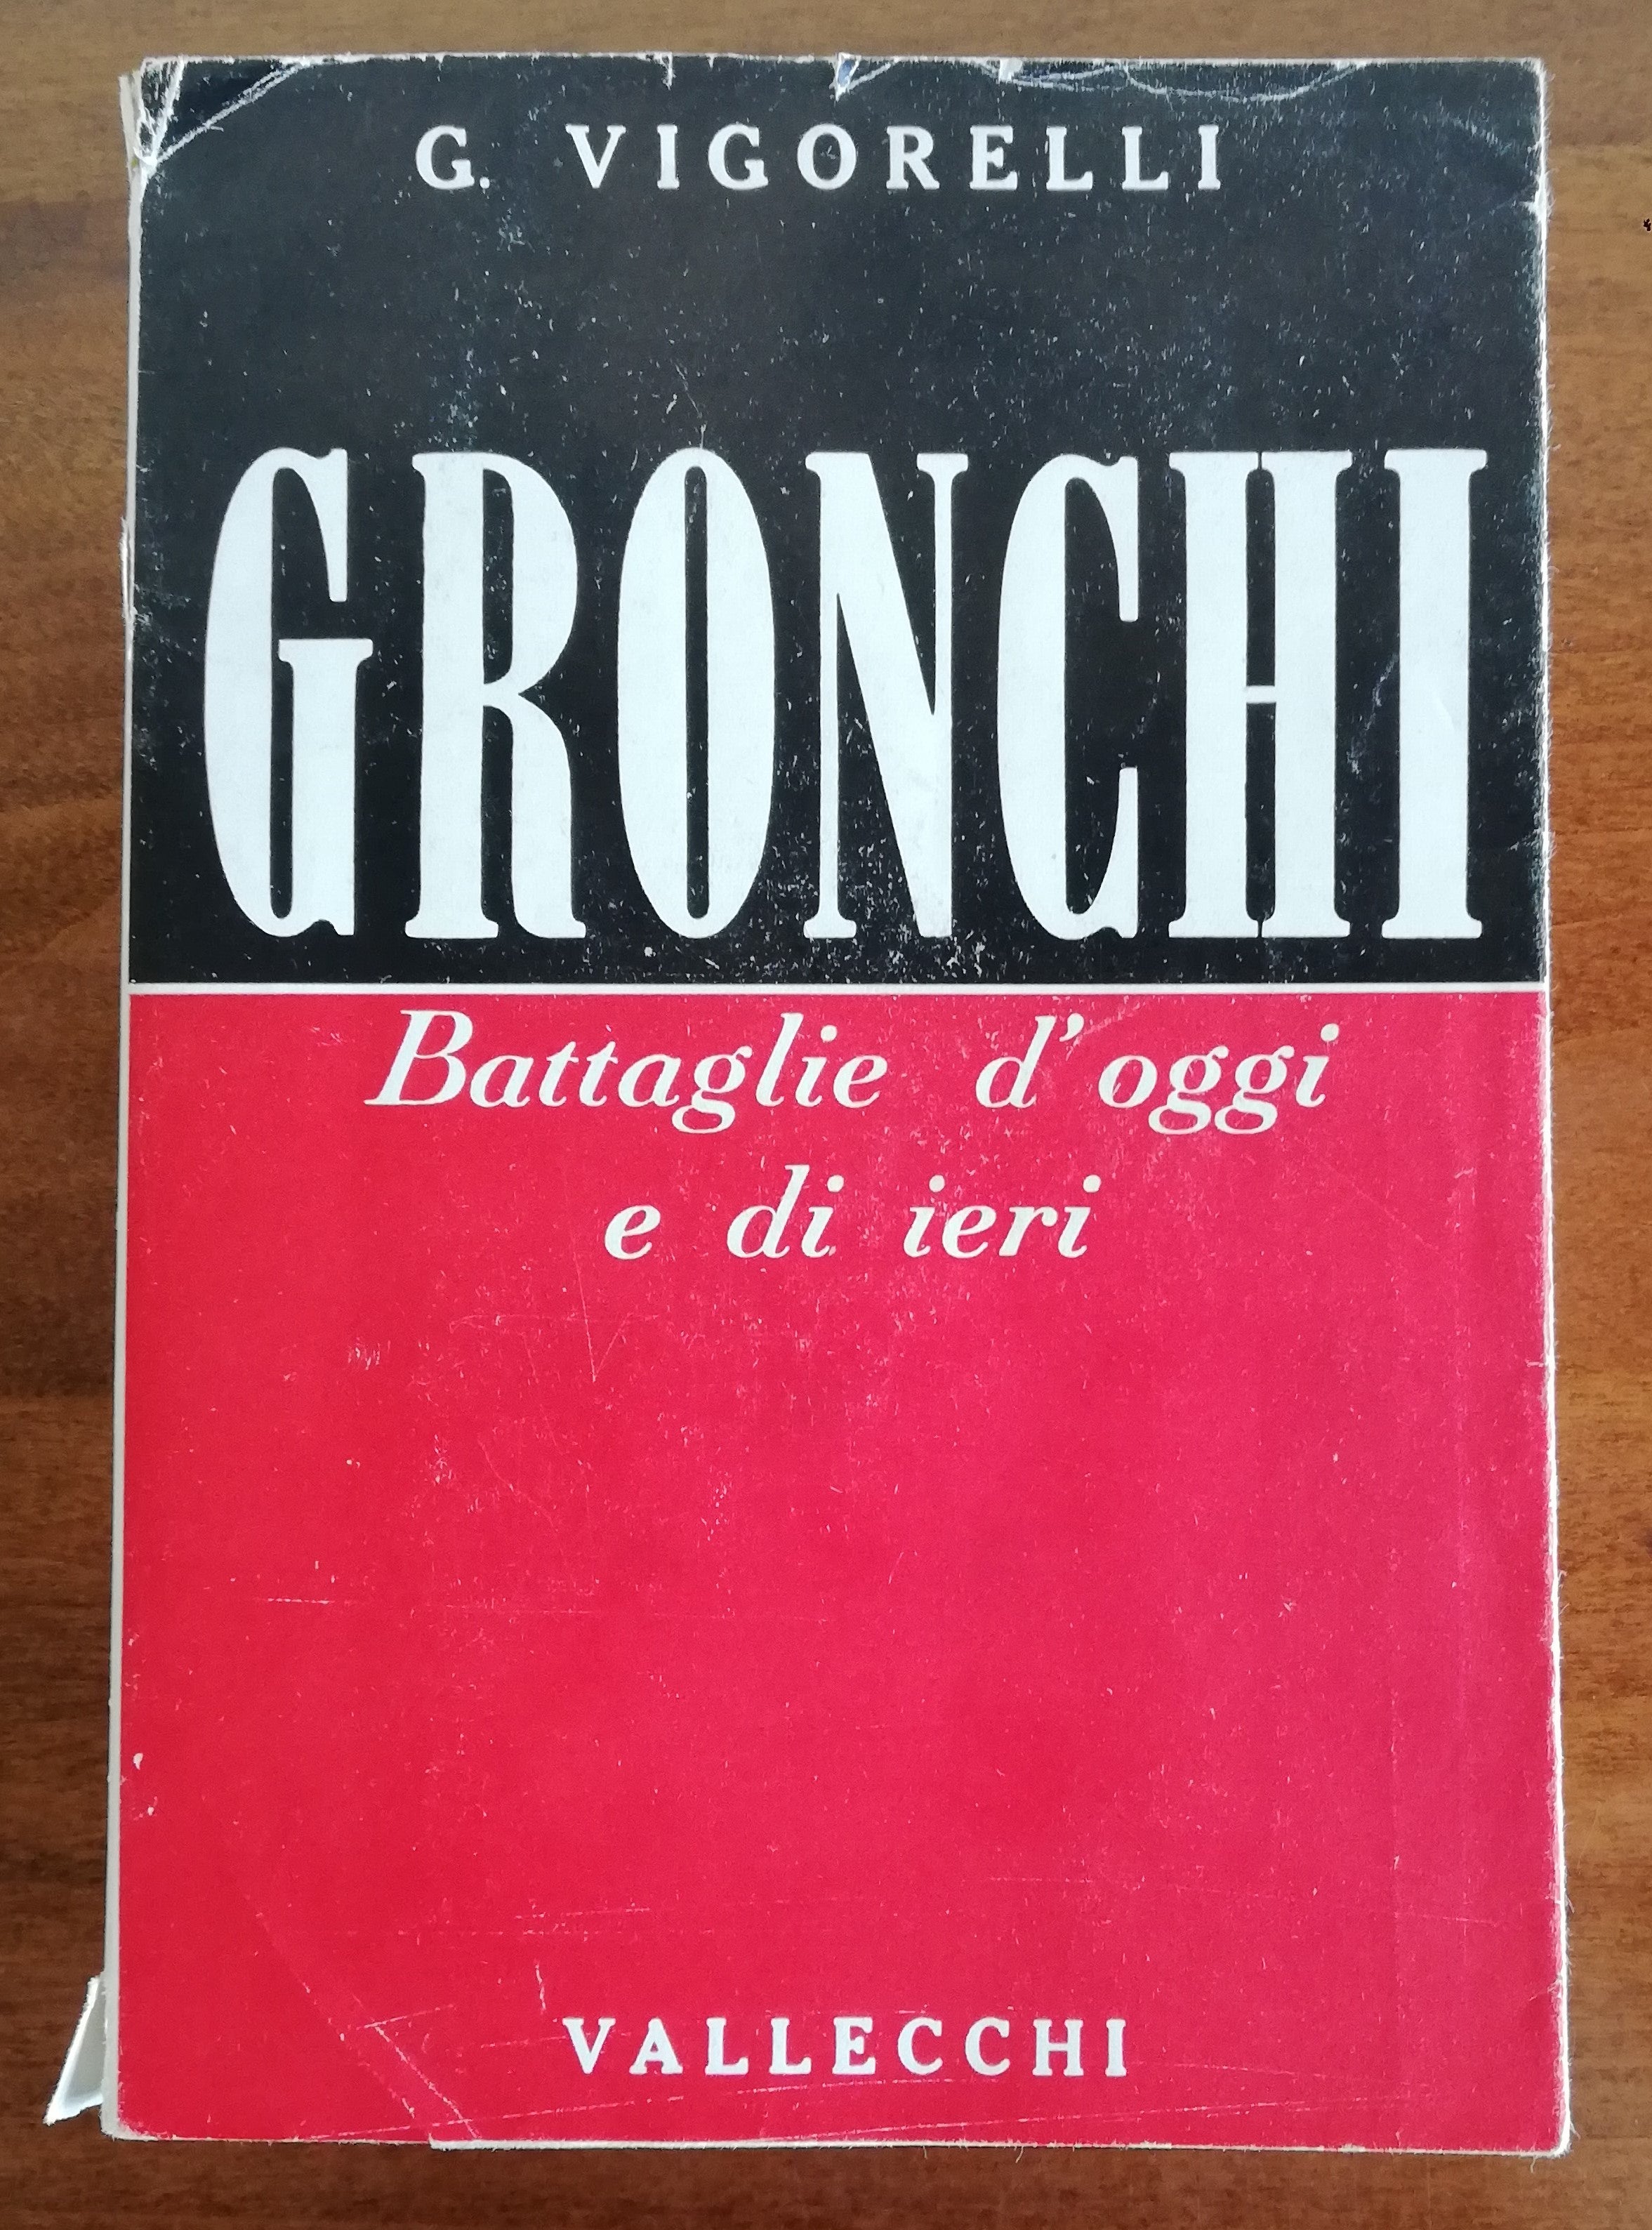 G. VIGORELLI
GRONCHI
Battaglie d'oggi
e di ieri
VALLECCHI